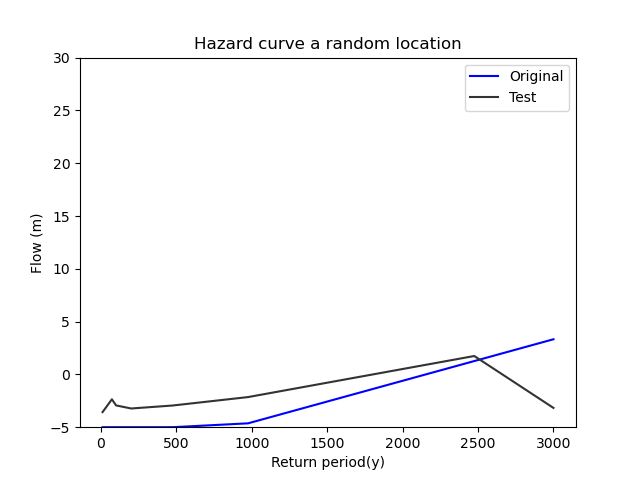 Hazard curve a random location
30
25
20
15
10
5
0
−5
Flow (m)
Original
Test
0 500 1000 1500 2000 2500 3000
Return period(y)